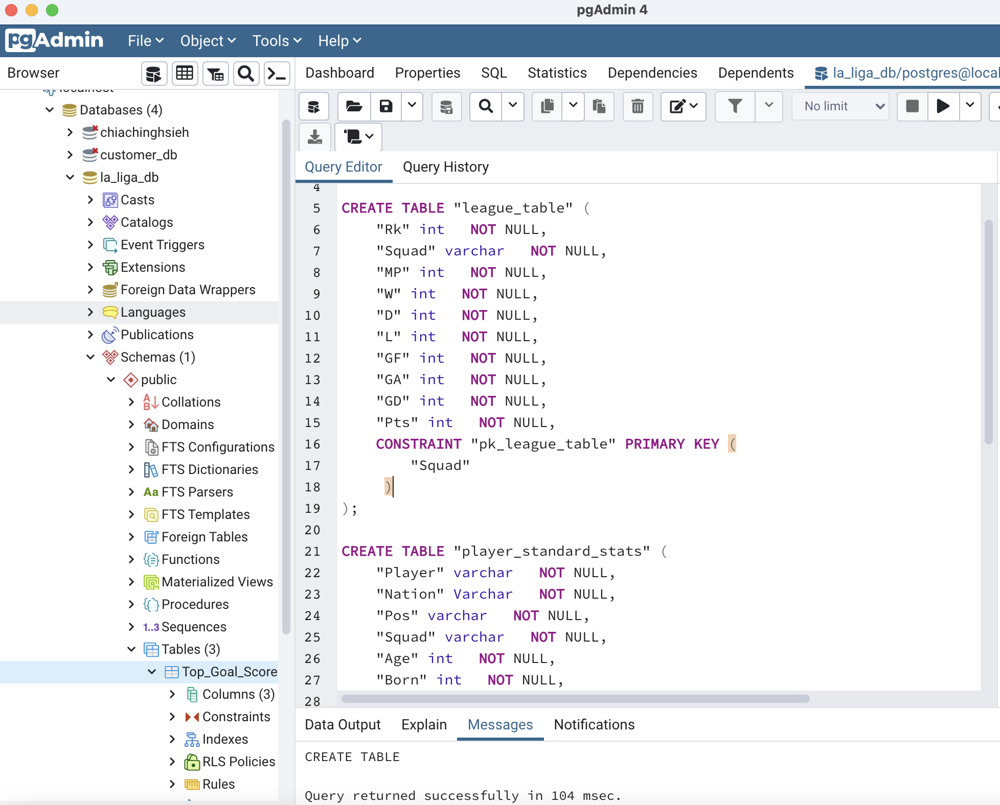 pgAdmin 4
pgAdmin File Object Tools Help
Browser
Dashboard Properties SQL Statistics Dependencies Dependents la_liga_db/postgres@local
localhost
Databases (4)
chiachinghsieh
customer_db
la_liga_db
Casts
Catalogs
Event Triggers
Extensions
Foreign Data Wrappers
Languages
Publications
Schemas (1)
public
Collations
Domains
FTS Configurations
FTS Dictionaries
Aa FTS Parsers
FTS Templates
Foreign Tables
Functions
Materialized Views
Procedures
1..3 Sequences
Tables (3)
Top_Goal_Score
Columns (3)
Constraints
Indexes
RLS Policies
Rules
No limit
Query Editor Query History
4
5 CREATE TABLE "league_table" (
6 "Rk" int   NOT NULL,
7 "Squad" varchar   NOT NULL,
8 "MP" int   NOT NULL,
9 "W" int   NOT NULL,
10 "D" int   NOT NULL,
11 "L" int   NOT NULL,
12 "GF" int   NOT NULL,
13 "GA" int   NOT NULL,
14 "GD" int   NOT NULL,
15 "Pts" int   NOT NULL,
16 CONSTRAINT "pk_league_table" PRIMARY KEY (
17 "Squad"
18 )
19 );
20
21 CREATE TABLE "player_standard_stats" (
22 "Player" varchar   NOT NULL,
23 "Nation" Varchar   NOT NULL,
24 "Pos" varchar   NOT NULL,
25 "Squad" varchar   NOT NULL,
26 "Age" int   NOT NULL,
27 "Born" int   NOT NULL,
28
Data Output Explain Messages Notifications
CREATE TABLE
Query returned successfully in 104 msec.